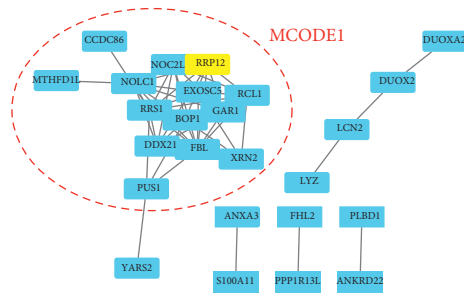 CCDC86
DUOXA2
MCODE1
NOC2L
RRP12
MTHFD1L
NOLC1
DUOX2
EXOSC5
RCL1
RRS1
GAR1
BOP1
LCN2
DDX21
FBL
XRN2
LYZ
PUS1
ANXA3
FHL2
PLBD1
YARS2
S100A11
PPP1R13L
ANKRD22